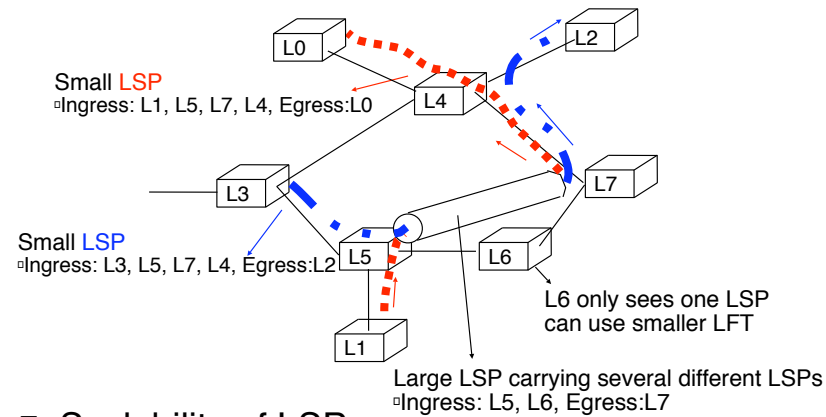 L0
L2
Small LSP
▫Ingress: L1, L5, L7, L4, Egress:L0
L4
L3
L7
Small LSP
▫Ingress: L3, L5, L7, L4, Egress:L2
L5
L6
L6 only sees one LSP
can use smaller LFT
L1
Large LSP carrying several different LSPs
▫Ingress: L5, L6, Egress:L7